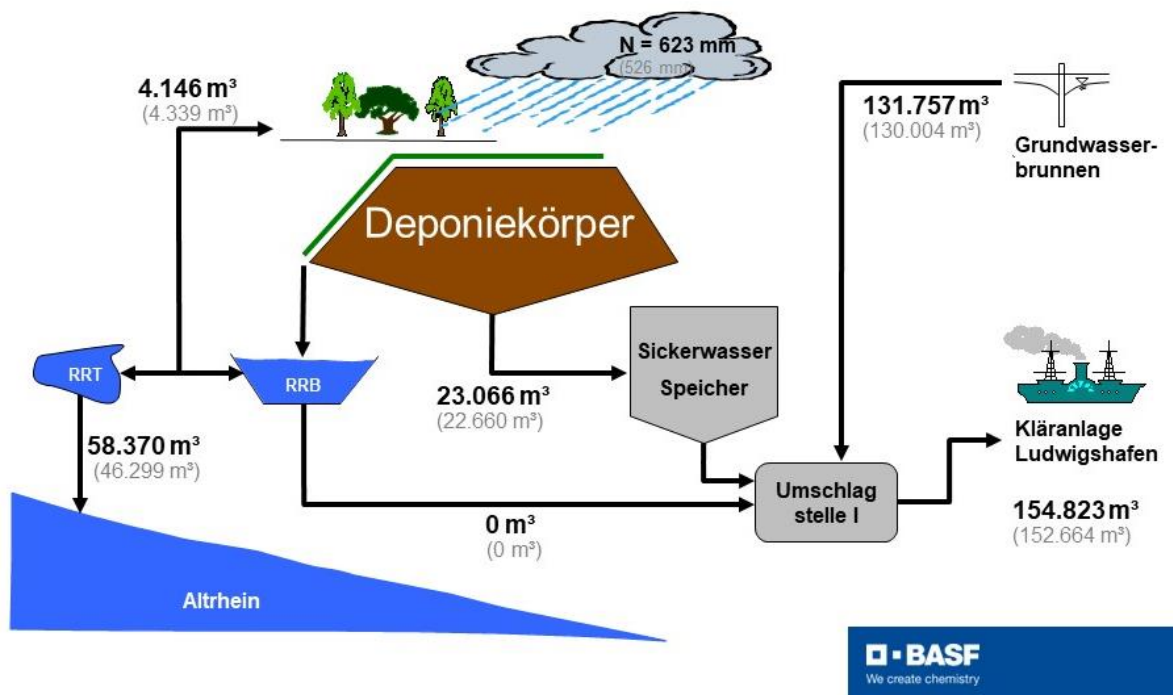 N = 623 mm
(526 mm)
4.146 m³
(4.339 m³)
131.757 m³
(130.004 m³)
Grundwasser-
brunnen
Deponiekörper
RRT
RRB
23.066 m³
(22.660 m³)
Sickerwasser
Speicher
58.370 m³
(46.299 m³)
Kläranlage
Ludwigshafen
Umschlag
stelle I
154.823 m³
(152.664 m³)
0 m³
(0 m³)
Altrhein
BASF
We create chemistry